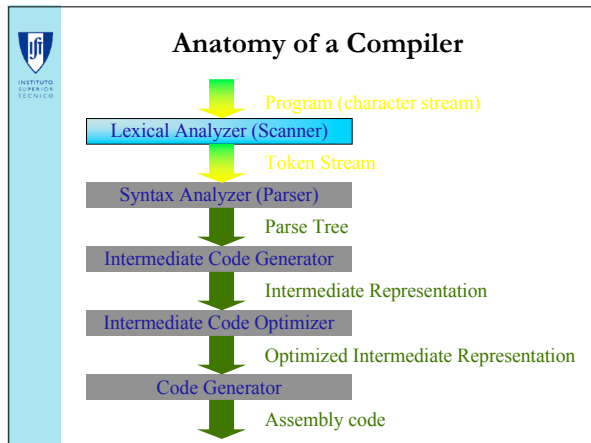 Anatomy of a Compiler
INSTITUTO
SUPERIOR
TÉCNICO
Program (character stream)
Lexical Analyzer (Scanner)
Token Stream
Syntax Analyzer (Parser)
Parse Tree
Intermediate Code Generator
Intermediate Representation
Intermediate Code Optimizer
Optimized Intermediate Representation
Code Generator
Assembly code